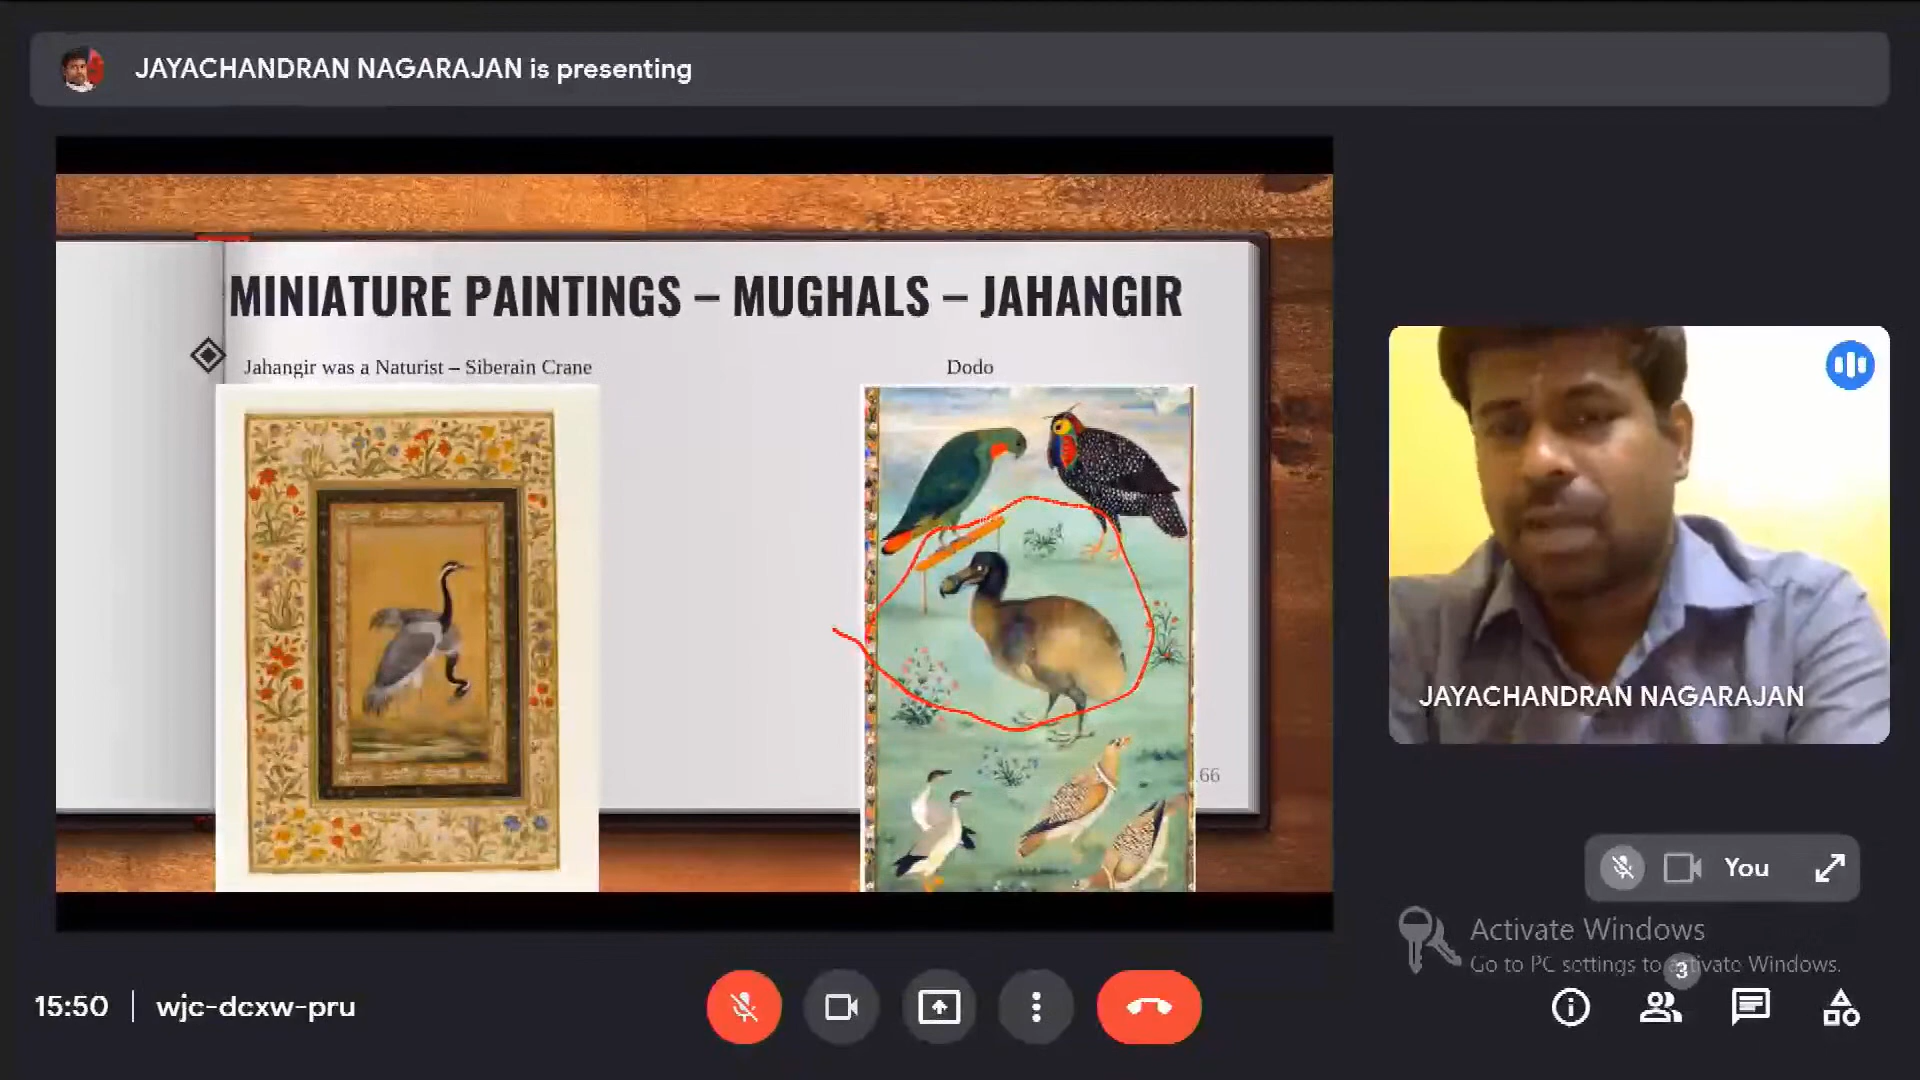 JAYACHANDRAN NAGARAJAN is presenting
MINIATURE PAINTINGS – MUGHALS – JAHANGIR
Jahangir was a Naturist – Siberain Crane
Dodo
.66
JAYACHANDRAN NAGARAJAN
You
Activate Windows
Go to PC settings to activate Windows.
3
15:50
wjc-dcxw-pru